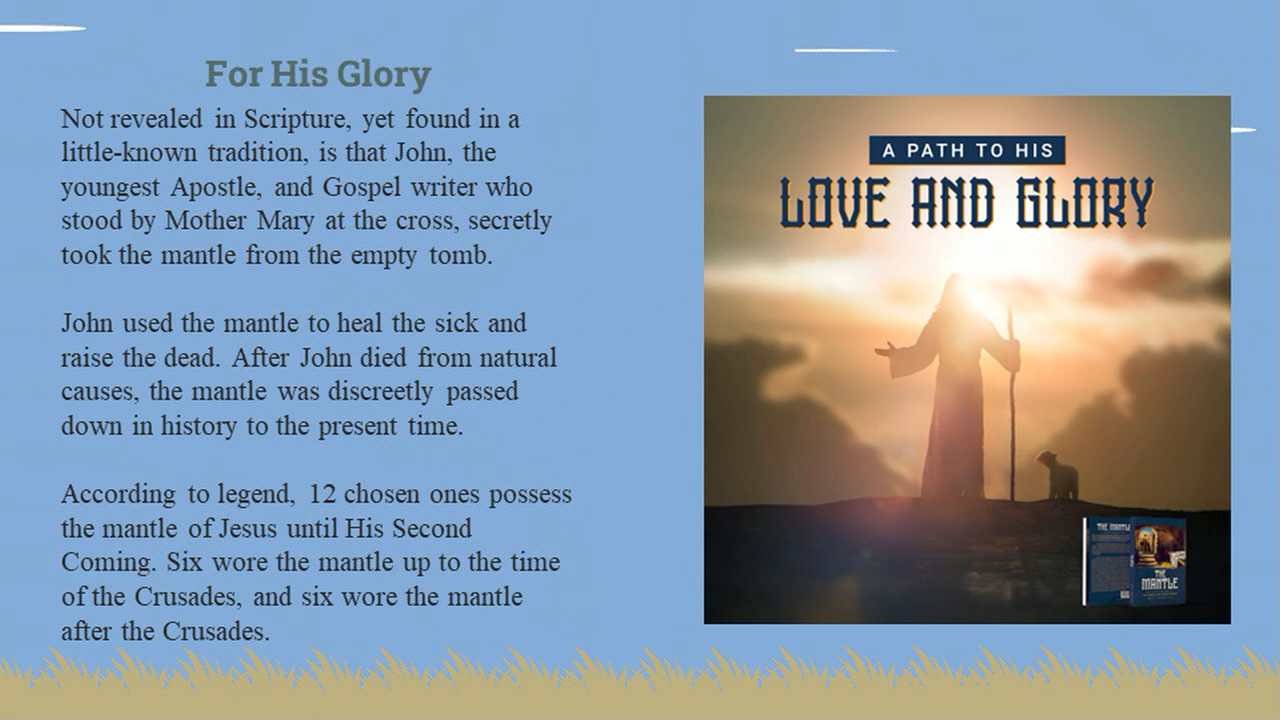 For His Glory
Not revealed in Scripture, yet found in a
little-known tradition, is that John, the
youngest Apostle, and Gospel writer who
stood by Mother Mary at the cross, secretly
took the mantle from the empty tomb.
John used the mantle to heal the sick and
raise the dead. After John died from natural
causes, the mantle was discreetly passed
down in history to the present time.
According to legend, 12 chosen ones possess
the mantle of Jesus until His Second
Coming. Six wore the mantle up to the time
of the Crusades, and six wore the mantle
after the Crusades.
A PATH TO HIS
LOVE AND GLORY
THE MANTLE
THE
MANTLE